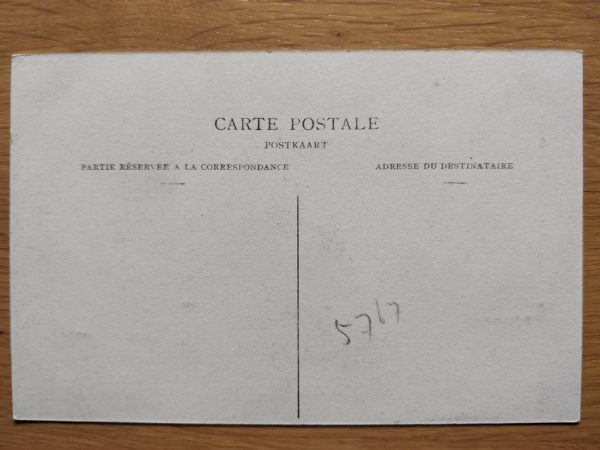 CARTE POSTALE
POSTKAART
PARTIE RÉSERVÉE A LA CORRESPONDANCE
ADRESSE DU DESTINATAIRE
5767